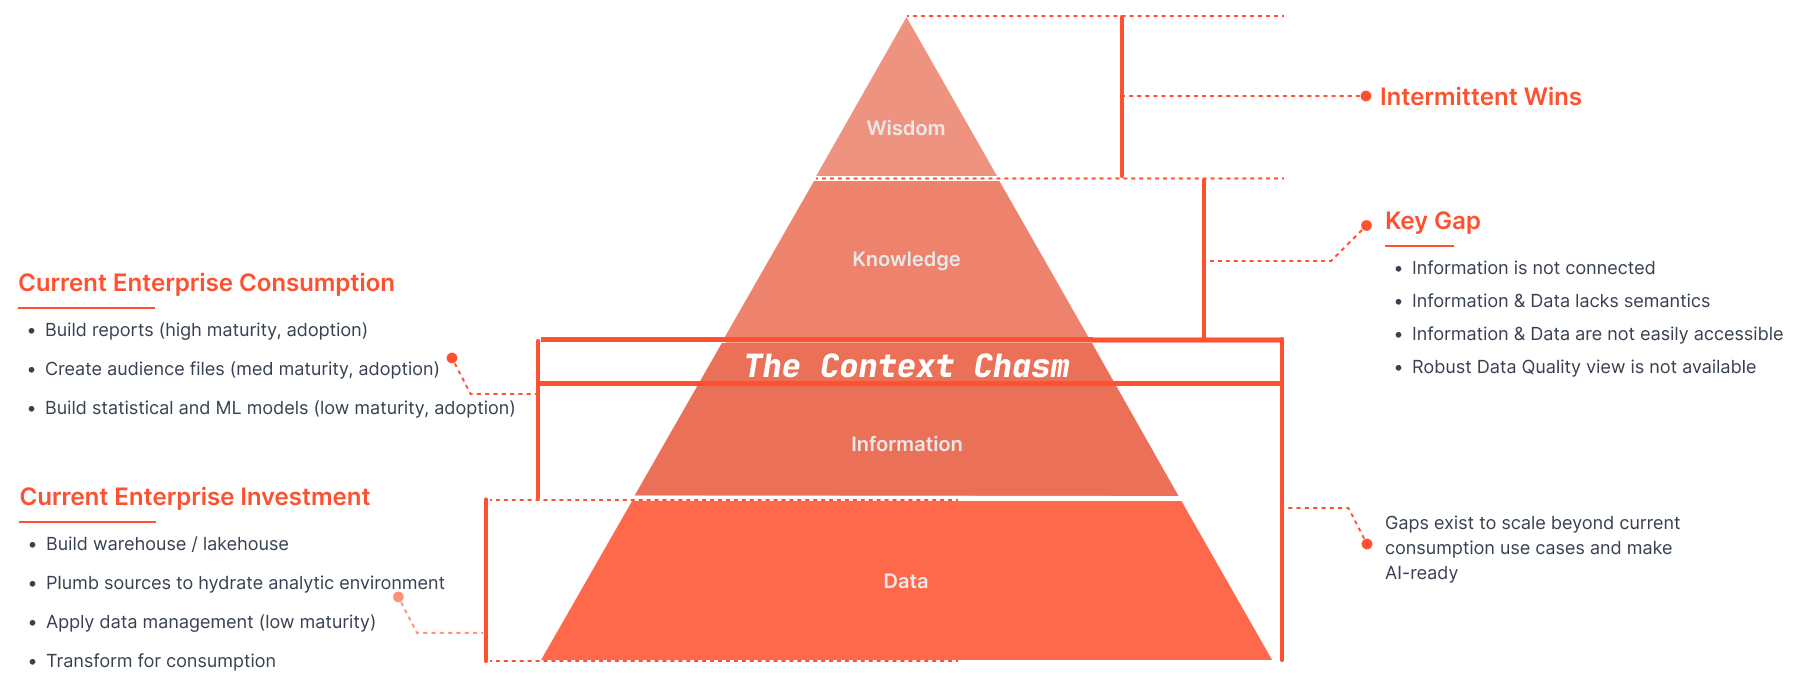 Current Enterprise Consumption
• Build reports (high maturity, adoption)
• Create audience files (med maturity, adoption)
• Build statistical and ML models (low maturity, adoption)
Current Enterprise Investment
• Build warehouse / lakehouse
• Plumb sources to hydrate analytic environment
• Apply data management (low maturity)
• Transform for consumption
Wisdom
Knowledge
The Context Chasm
Information
Data
Intermittent Wins
Key Gap
• Information is not connected
• Information & Data lacks semantics
• Information & Data are not easily accessible
• Robust Data Quality view is not available
Gaps exist to scale beyond current
consumption use cases and make
AI-ready